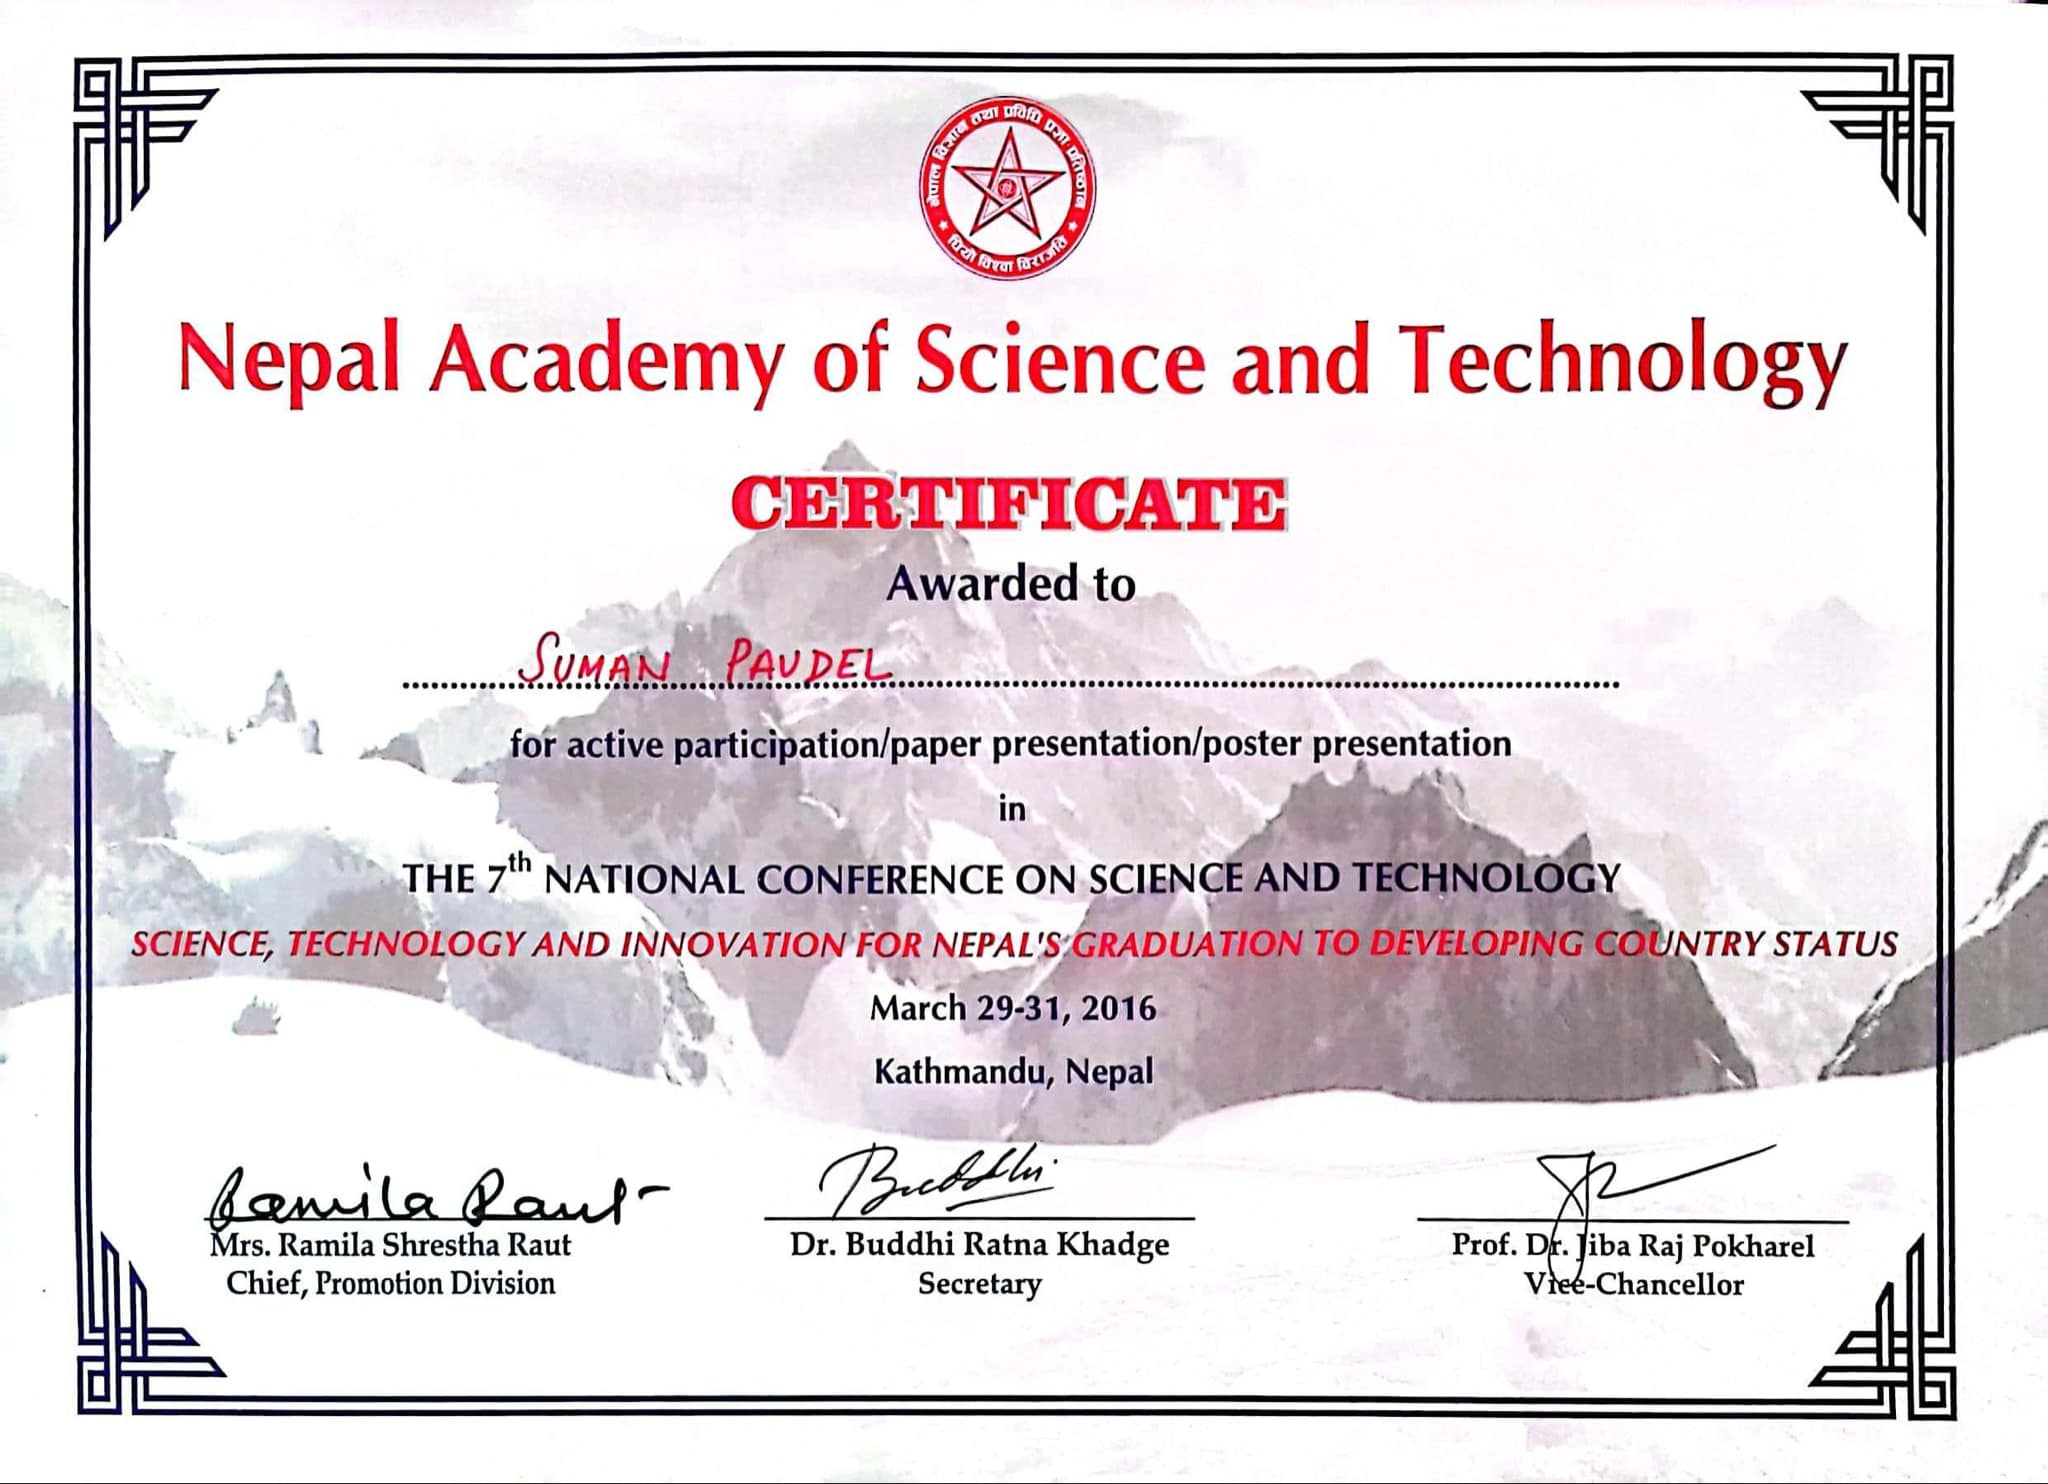 नेपाल विज्ञान तथा प्रविधि प्रज्ञा प्रतिष्ठान
धियो विश्वा विराजति
Nepal Academy of Science and Technology
CERTIFICATE
Awarded to
SUMAN PAUDEL
for active participation/paper presentation/poster presentation
in
THE 7th NATIONAL CONFERENCE ON SCIENCE AND TECHNOLOGY
SCIENCE, TECHNOLOGY AND INNOVATION FOR NEPAL'S GRADUATION TO DEVELOPING COUNTRY STATUS
March 29-31, 2016
Kathmandu, Nepal
Ramila Raut
Buddhi
Mrs. Ramila Shrestha Raut
Chief, Promotion Division
Dr. Buddhi Ratna Khadge
Secretary
Prof. Dr. Jiba Raj Pokharel
Vice-Chancellor